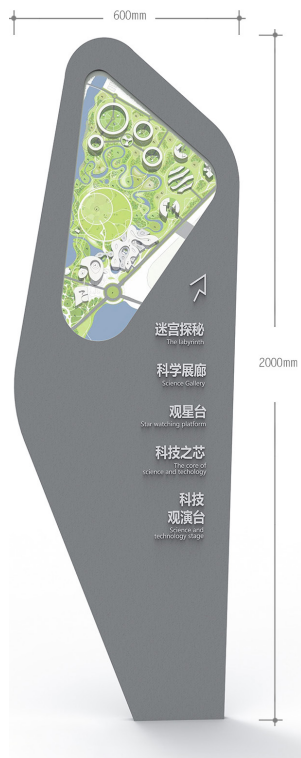 600mm
迷宫探秘
The labyrinth
科学展廊
Science Gallery
2000mm
观星台
Star watching platform
科技之芯
The core of
science and techology
科技
观演台
Science and
technology stage